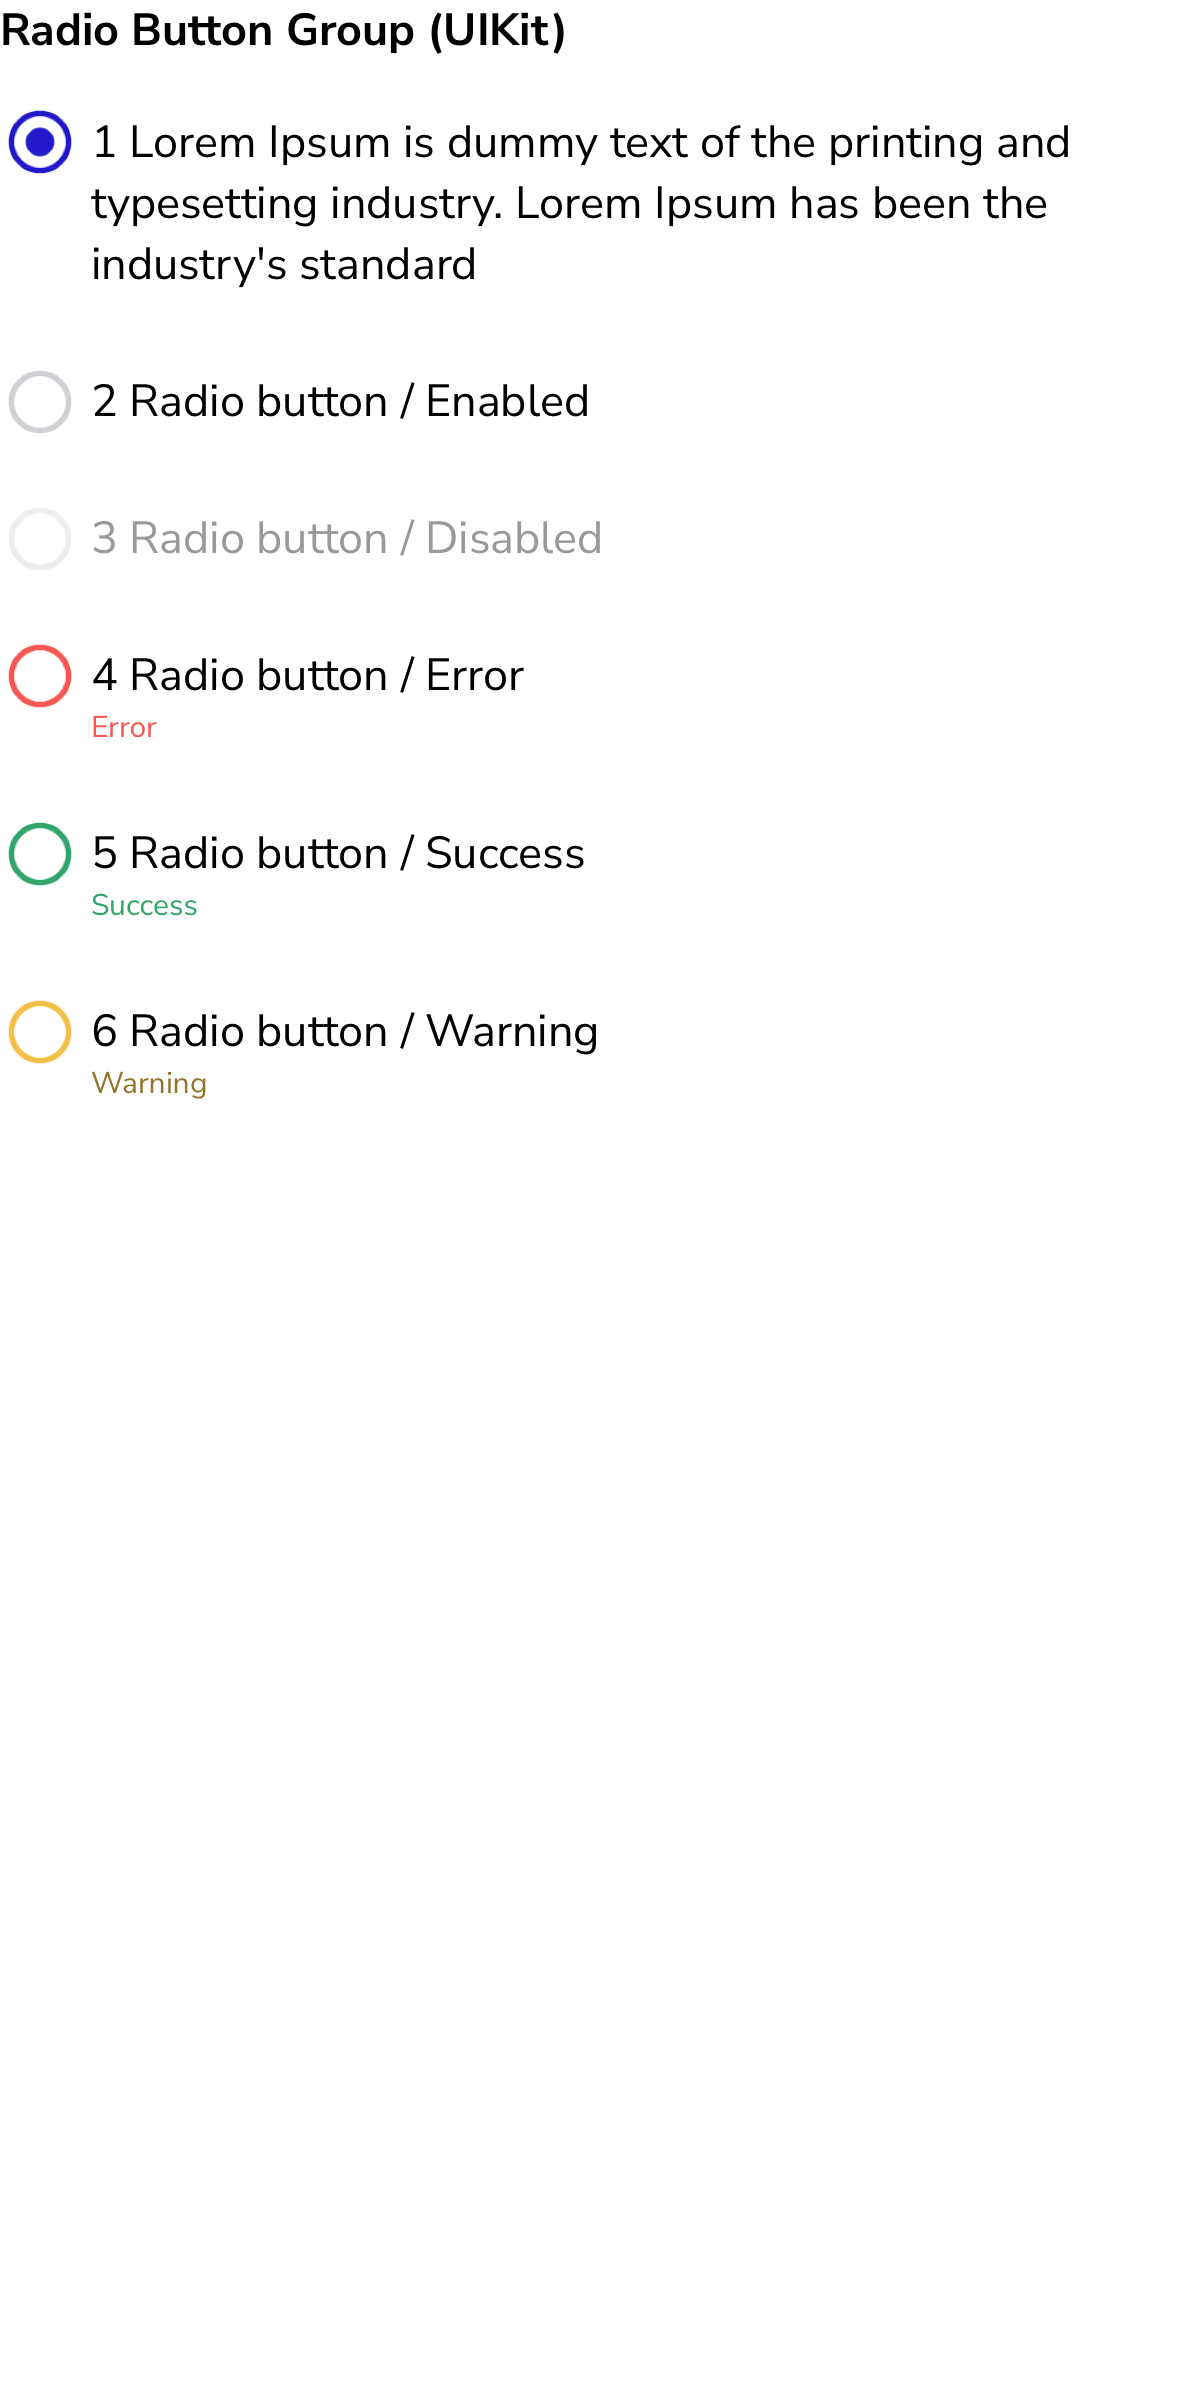 Radio Button Group (UIKit)
1 Lorem Ipsum is dummy text of the printing and
typesetting industry. Lorem Ipsum has been the
industry's standard
2 Radio button / Enabled
3 Radio button / Disabled
4 Radio button / Error
Error
5 Radio button / Success
Success
6 Radio button / Warning
Warning